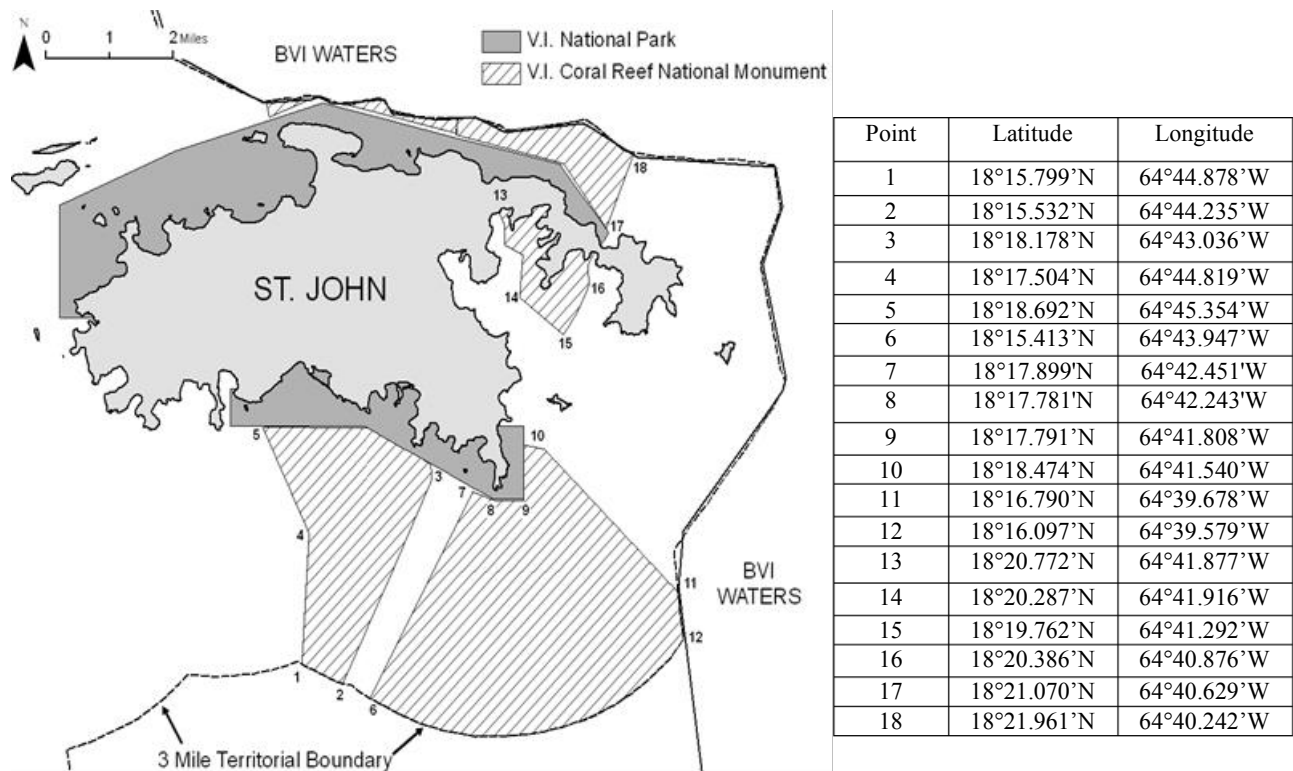 N
0 1 2 Miles
BVI WATERS
V.I. National Park
V.I. Coral Reef National Monument
18
13
17
ST. JOHN
14
16
15
5
10
3
7
8
9
4
BVI
WATERS
11
12
1
2
6
3 Mile Territorial Boundary
Point Latitude Longitude
1 18°15.799’N 64°44.878’W
2 18°15.532’N 64°44.235’W
3 18°18.178’N 64°43.036’W
4 18°17.504’N 64°44.819’W
5 18°18.692’N 64°45.354’W
6 18°15.413’N 64°43.947’W
7 18°17.899'N 64°42.451'W
8 18°17.781'N 64°42.243'W
9 18°17.791’N 64°41.808’W
10 18°18.474’N 64°41.540’W
11 18°16.790’N 64°39.678’W
12 18°16.097’N 64°39.579’W
13 18°20.772’N 64°41.877’W
14 18°20.287’N 64°41.916’W
15 18°19.762’N 64°41.292’W
16 18°20.386’N 64°40.876’W
17 18°21.070’N 64°40.629’W
18 18°21.961’N 64°40.242’W